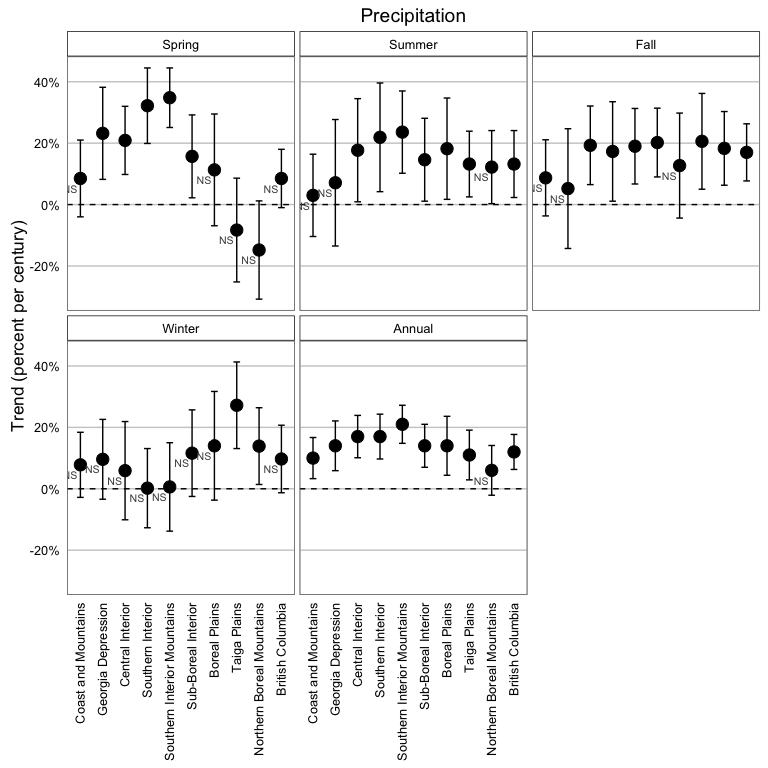 Precipitation
Spring
Summer
Fall
Trend (percent per century)
40%
20%
0%
-20%
NS
NS
NS
NS
NS
NS
NS
NS
NS
NS
NS
Winter
Annual
40%
20%
0%
-20%
NS
NS
NS
NS
NS
NS
NS
NS
NS
Coast and Mountains
Georgia Depression
Central Interior
Southern Interior
Southern Interior Mountains
Sub-Boreal Interior
Boreal Plains
Taiga Plains
Northern Boreal Mountains
British Columbia
Coast and Mountains
Georgia Depression
Central Interior
Southern Interior
Southern Interior Mountains
Sub-Boreal Interior
Boreal Plains
Taiga Plains
Northern Boreal Mountains
British Columbia